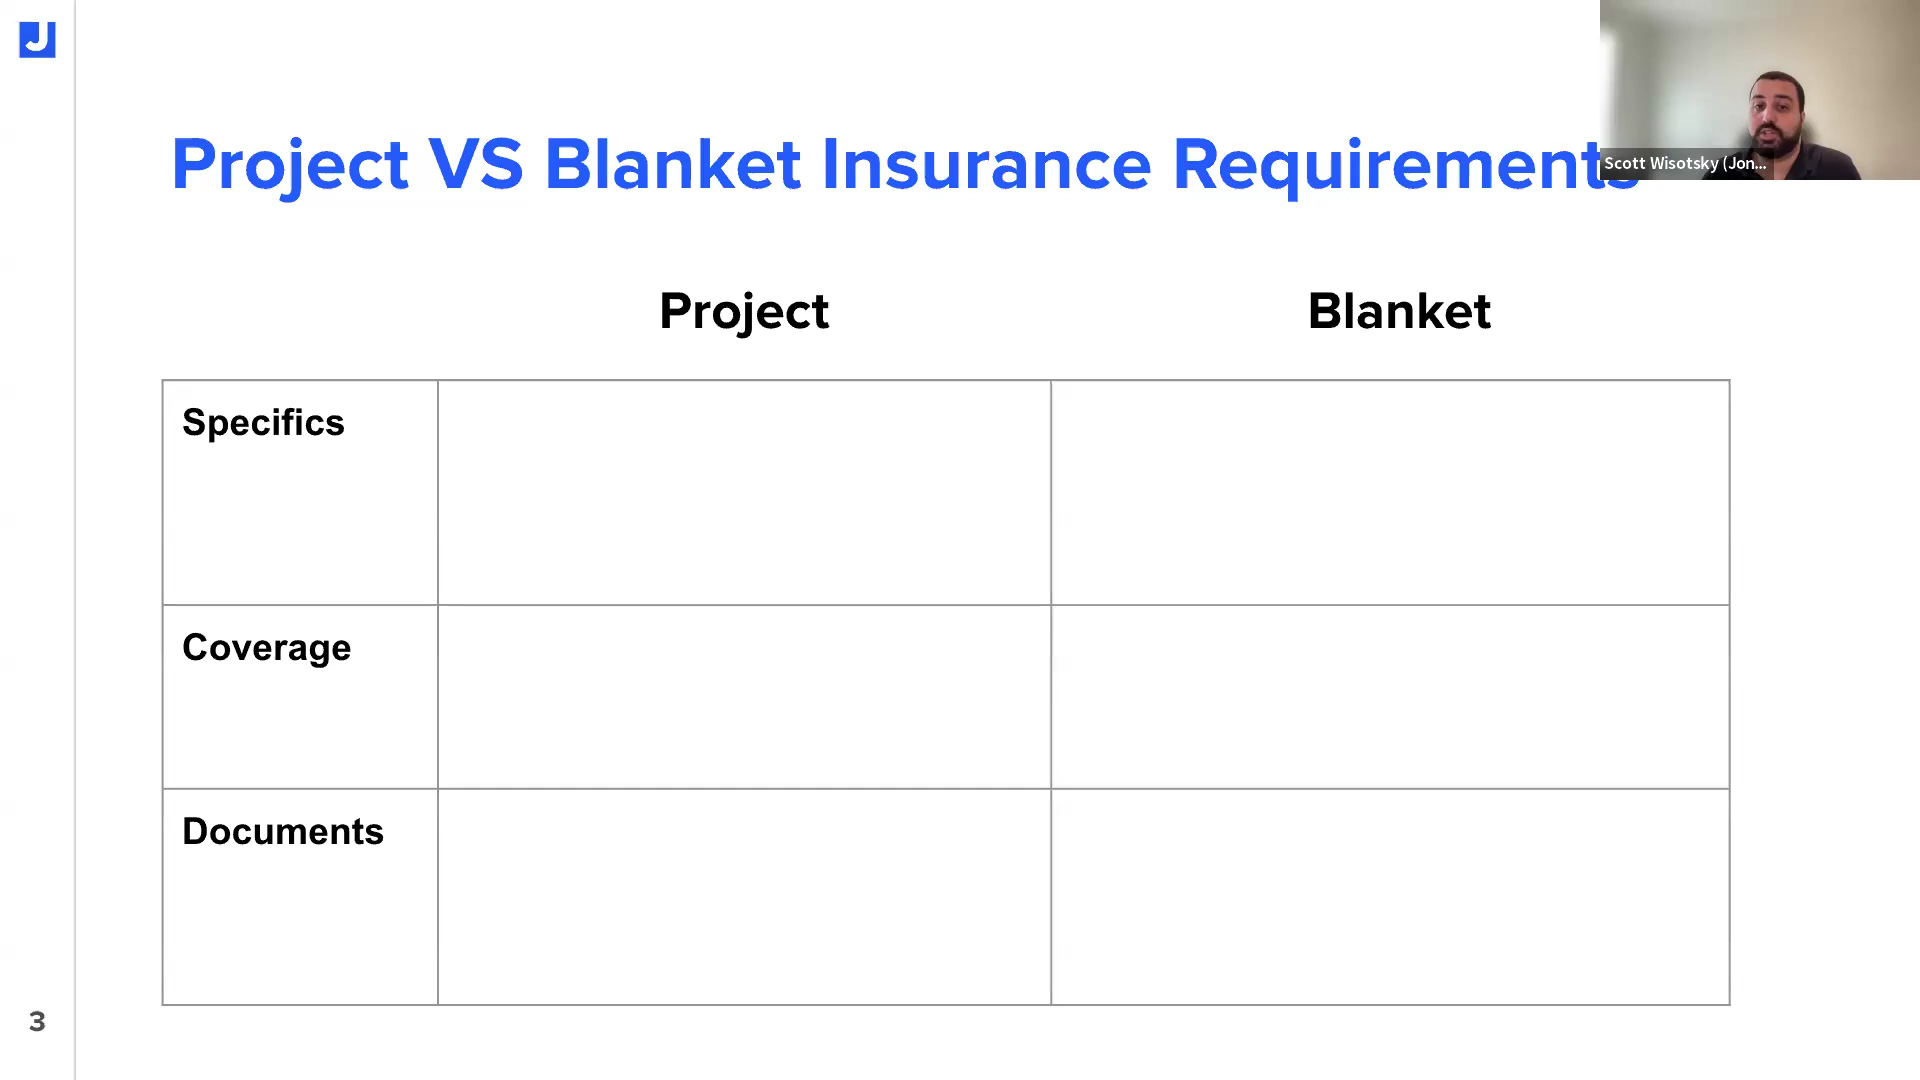 J
Scott Wisotsky (Jon...
Project VS Blanket Insurance Requirements
Project
Blanket
Specifics
Coverage
Documents
3